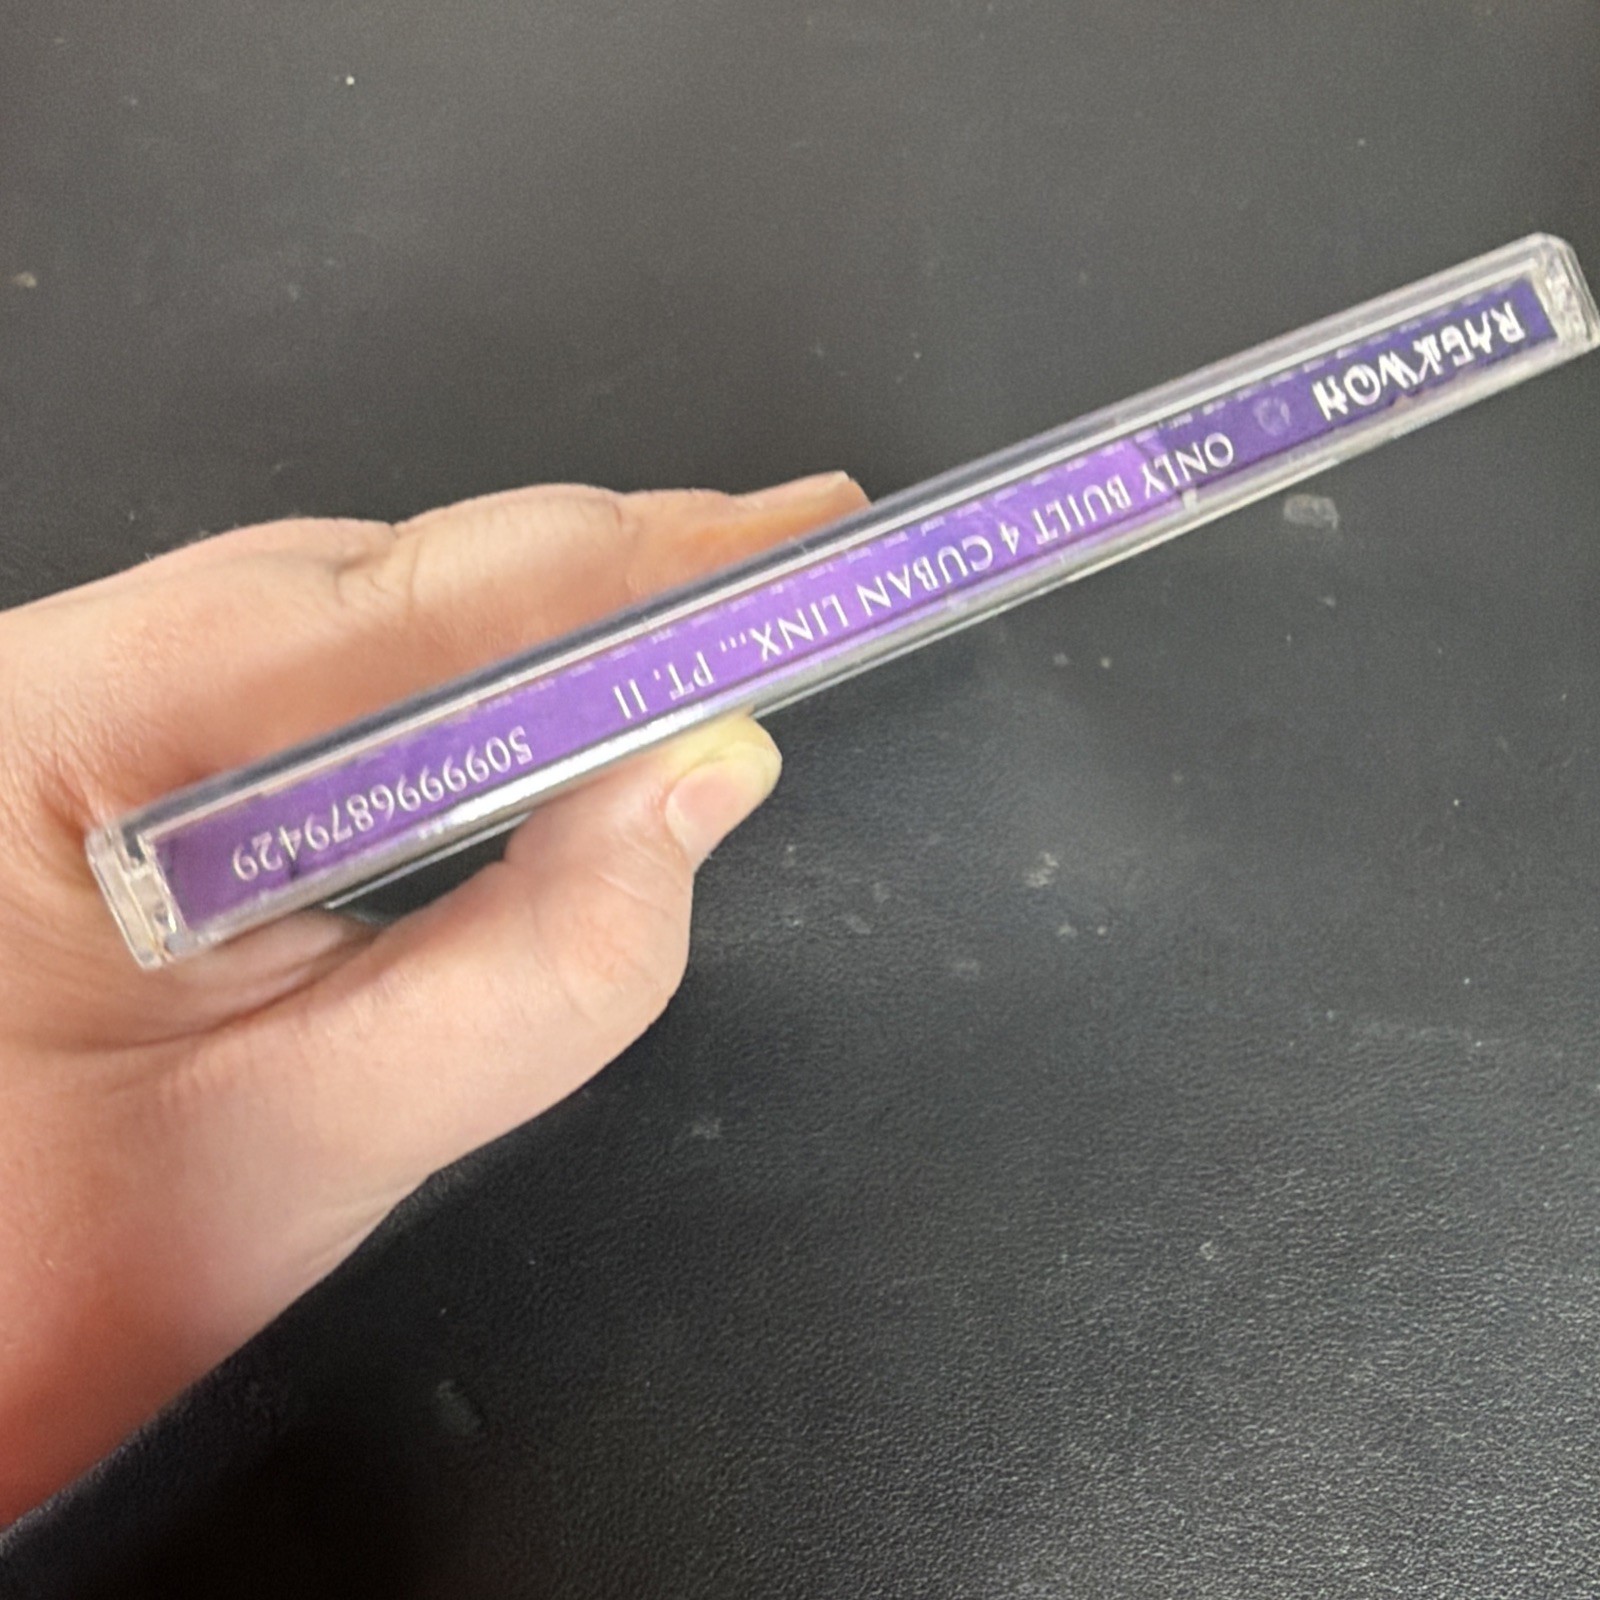 RAEKWON ONLY BUILT 4 CUBAN LINX... PT. II 5099996879429